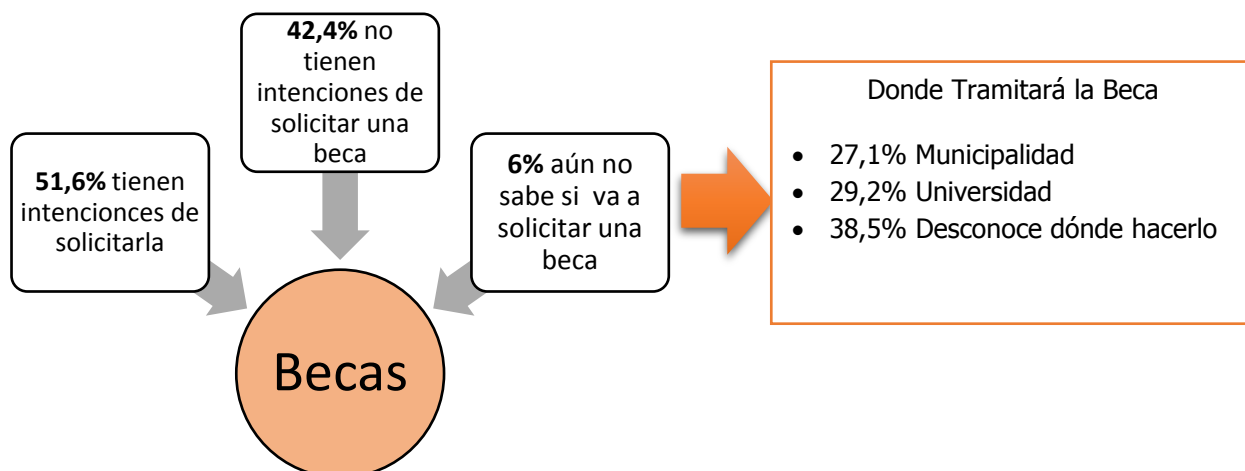 51,6% tienen
intencionces de
solicitarla
42,4% no
tienen
intenciones de
solicitar una
beca
6% aún no
sabe si va a
solicitar una
beca
Becas
Donde Tramitará la Beca
• 27,1% Municipalidad
• 29,2% Universidad
• 38,5% Desconoce dónde hacerlo